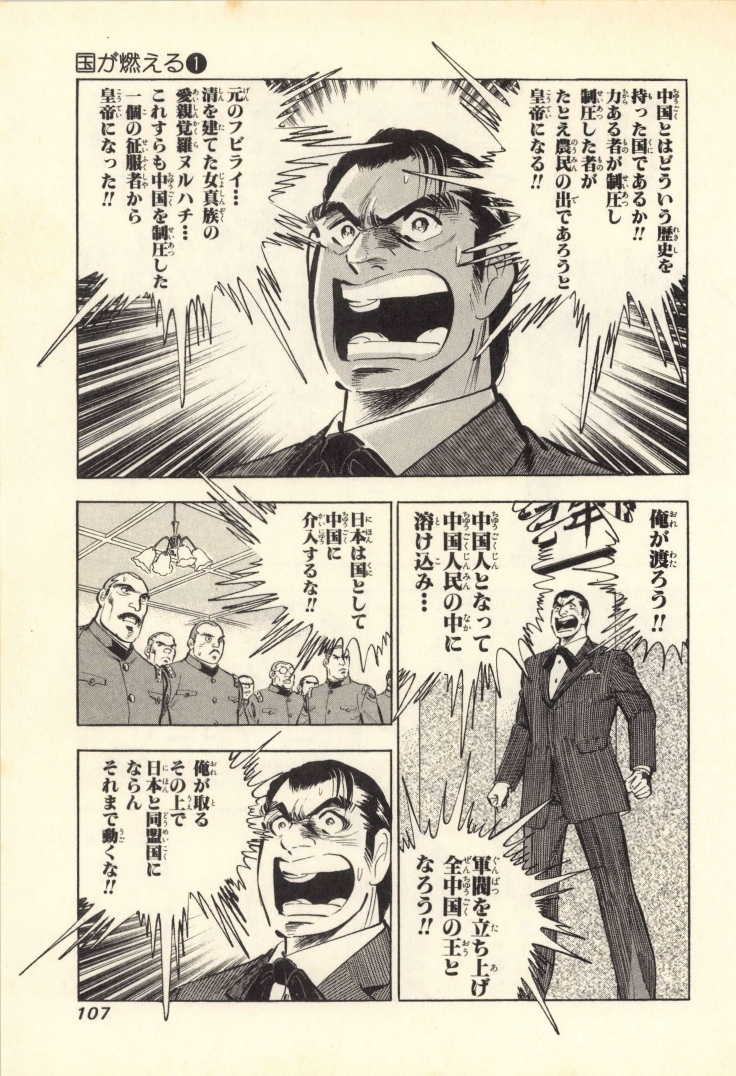 国が燃える❶
中国とはどういう歴史を
持った国であるか!!
力ある者が制圧し
制圧した者が
たとえ農民の出であろうと
皇帝になる!!
元のフビライ…
清を建てた女真族の
愛新覚羅ヌルハチ…
これすらも中国を制圧した
一個の征服者から
皇帝になった!!
俺が渡ろう!!
中国人となって
中国人民の中に
溶け込み…
軍閥を立ち上げ
全中国の王と
なろう!!
日本は国として
中国に
介入するな!!
俺が取る
その上で
日本と同盟国に
ならん
それまで動くな!!
107